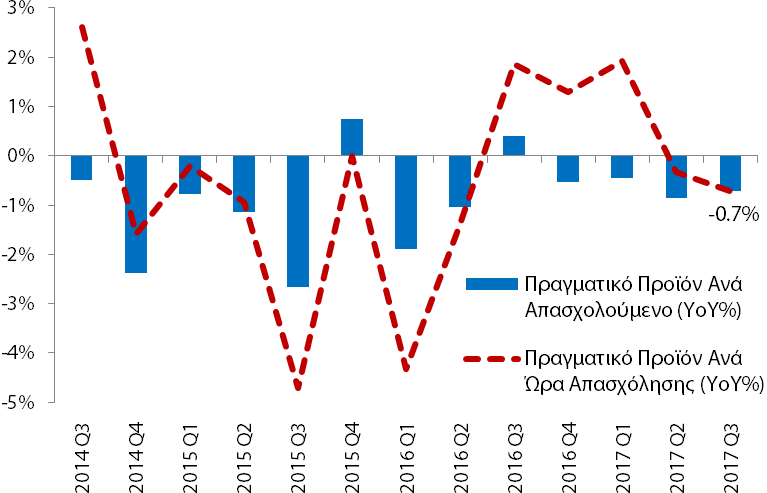 3%
2%
1%
0%
-1%
-2%
-3%
-4%
-5%
-0.7%
Πραγματικό Προϊόν Ανά
Απασχολούμενο (YoY%)
Πραγματικό Προϊόν Ανά
Ώρα Απασχόλησης (YoY%)
2014 Q3
2014 Q4
2015 Q1
2015 Q2
2015 Q3
2015 Q4
2016 Q1
2016 Q2
2016 Q3
2016 Q4
2017 Q1
2017 Q2
2017 Q3